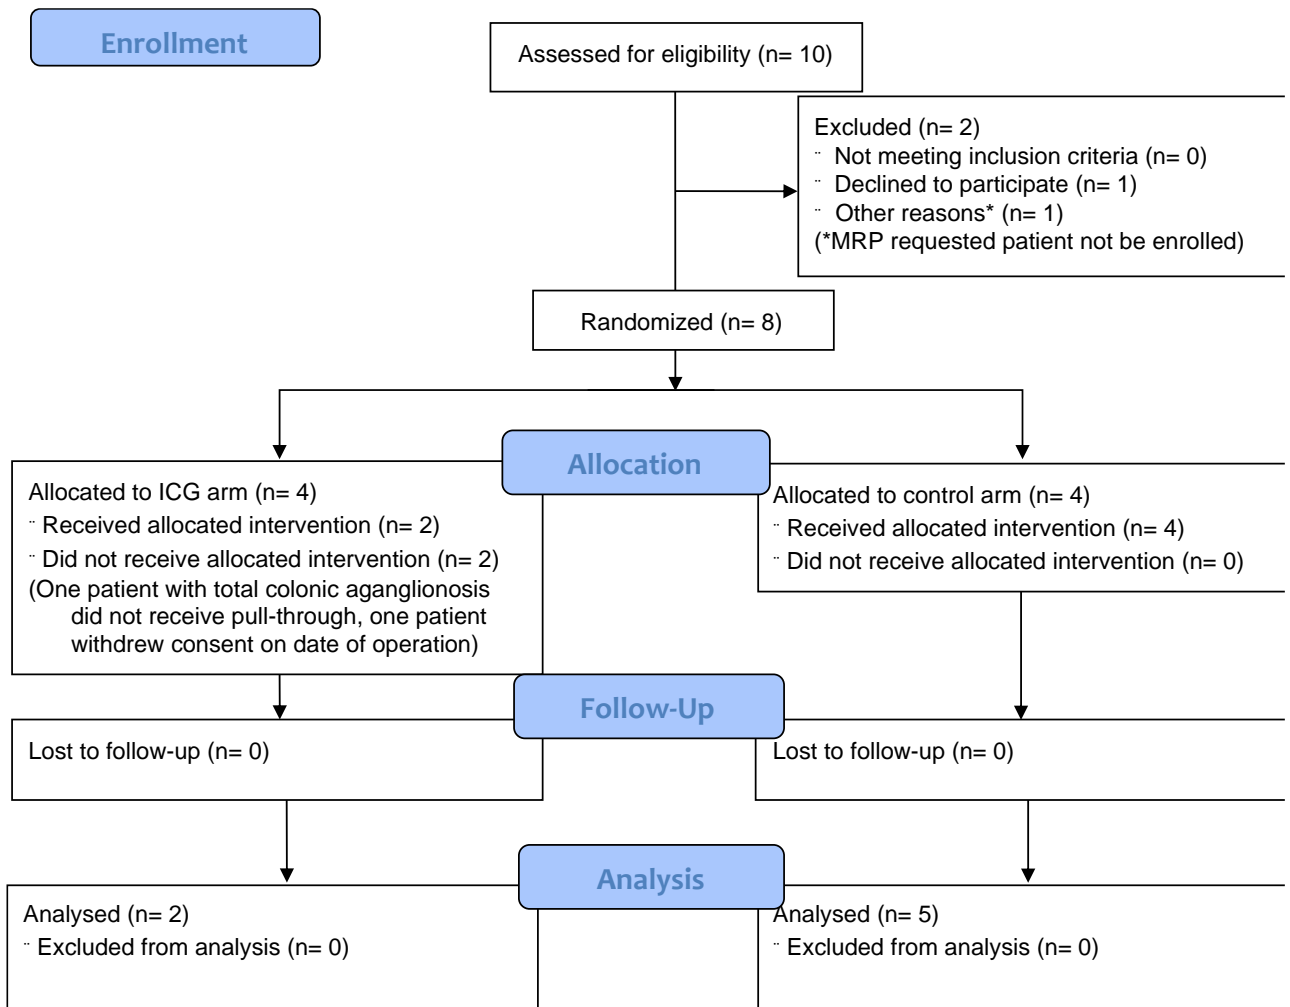 Enrollment
Assessed for eligibility (n= 10)
Excluded (n= 2)
¨ Not meeting inclusion criteria (n= 0)
¨ Declined to participate (n= 1)
¨ Other reasons* (n= 1)
(*MRP requested patient not be enrolled)
Randomized (n= 8)
Allocation
Allocated to ICG arm (n= 4)
¨ Received allocated intervention (n= 2)
¨ Did not receive allocated intervention (n= 2)
(One patient with total colonic aganglionosis
did not receive pull-through, one patient
withdrew consent on date of operation)
Allocated to control arm (n= 4)
¨ Received allocated intervention (n= 4)
¨ Did not receive allocated intervention (n= 0)
Follow-Up
Lost to follow-up (n= 0)
Lost to follow-up (n= 0)
Analysis
Analysed (n= 2)
¨ Excluded from analysis (n= 0)
Analysed (n= 5)
¨ Excluded from analysis (n= 0)